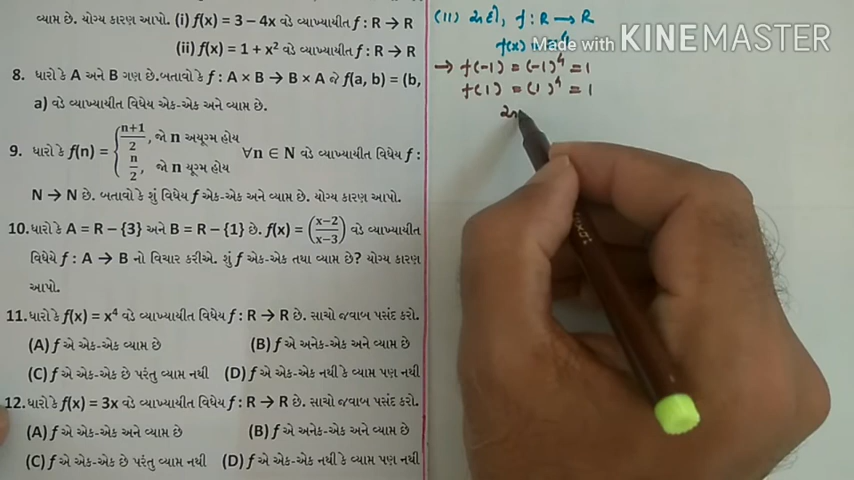 વ્યાપ્ત છે. યોગ્ય કારણ આપો. (i) f(x) = 3 – 4x વડે વ્યાખ્યાયીત f : R → R
(ii) f(x) = 1 + x² વડે વ્યાખ્યાયીત f : R → R
8. ધારો કે A અને B ગણ છે.બતાવો કે f : A × B → B × A જે f(a, b) = (b,
a) વડે વ્યાખ્યાયીત વિધેય એક-એક અને વ્યાપ્ત છે.
9. ધારો કે f(n) = { n+1/2, જો n અયૂગ્મ હોય
n/2, જો n યૂગ્મ હોય ∀n ∈ N વડે વ્યાખ્યાયીત વિધેય f :
N → N છે. બતાવો કે શું વિધેય f એક-એક અને વ્યાપ્ત છે. યોગ્ય કારણ આપો.
10. ધારો કે A = R – {3} અને B = R – {1} છે. f(x) = (x-2/x-3) વડે વ્યાખ્યાયીત
વિધેયે f : A → B નો વિચાર કરીએ. શું f એક-એક તથા વ્યાપ્ત છે? યોગ્ય કારણ
આપો.
11. ધારો કે f(x) = x⁴ વડે વ્યાખ્યાયીત વિધેય f : R → R છે. સાચો જવાબ પસંદ કરો.
(A) f એ એક-એક વ્યાપ્ત છે (B) f એ અનેક-એક અને વ્યાપ્ત છે
(C) f એ એક-એક છે પરંતુ વ્યાપ્ત નથી (D) f એ એક-એક નથી કે વ્યાપ્ત પણ નથી
12. ધારો કે f(x) = 3x વડે વ્યાખ્યાયીત વિધેય f : R → R છે. સાચો જવાબ પસંદ કરો.
(A) f એ એક-એક અને વ્યાપ્ત છે (B) f એ અનેક-એક અને વ્યાપ્ત છે
(C) f એ એક-એક છે પરંતુ વ્યાપ્ત નથી (D) f એ એક-એક નથી કે વ્યાપ્ત પણ નથી
(11) અહીં, f : R → R
f(x) = x⁴
Made with KINEMASTER
→ f(-1) = (-1)⁴ = 1
f(1) = (1)⁴ = 1